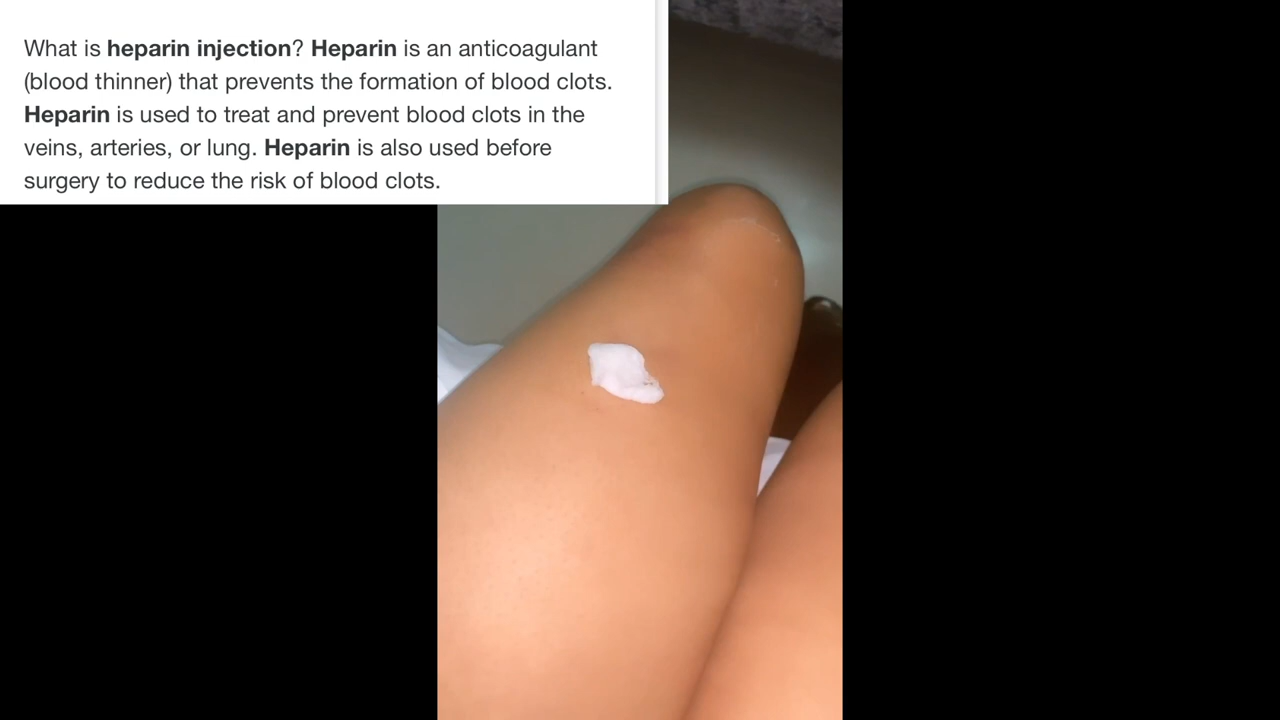 What is heparin injection? Heparin is an anticoagulant
(blood thinner) that prevents the formation of blood clots.
Heparin is used to treat and prevent blood clots in the
veins, arteries, or lung. Heparin is also used before
surgery to reduce the risk of blood clots.